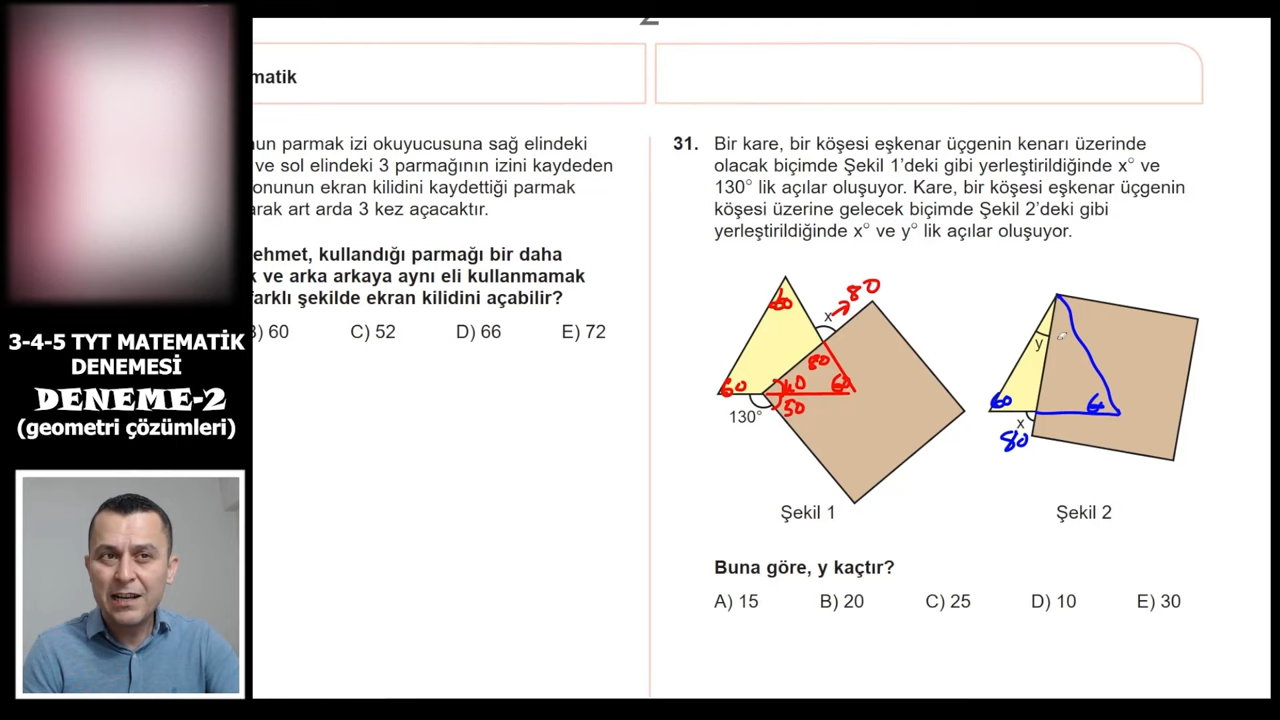 matik
nun parmak izi okuyucusuna sağ elindeki
ve sol elindeki 3 parmağının izini kaydeden
onunun ekran kilidini kaydettiği parmak
arak art arda 3 kez açacaktır.
ehmet, kullandığı parmağı bir daha
k ve arka arkaya aynı eli kullanmamak
farklı şekilde ekran kilidini açabilir?
B) 60 C) 52 D) 66 E) 72
31. Bir kare, bir köşesi eşkenar üçgenin kenarı üzerinde
olacak biçimde Şekil 1'deki gibi yerleştirildiğinde x° ve
130° lik açılar oluşuyor. Kare, bir köşesi eşkenar üçgenin
köşesi üzerine gelecek biçimde Şekil 2'deki gibi
yerleştirildiğinde x° ve y° lik açılar oluşuyor.
60 x 80
80
60 40 60
130° 50
Şekil 1
y
60
x
80
Şekil 2
Buna göre, y kaçtır?
A) 15 B) 20 C) 25 D) 10 E) 30
3-4-5 TYT MATEMATİK
DENEMESİ
DENEME-2
(geometri çözümleri)